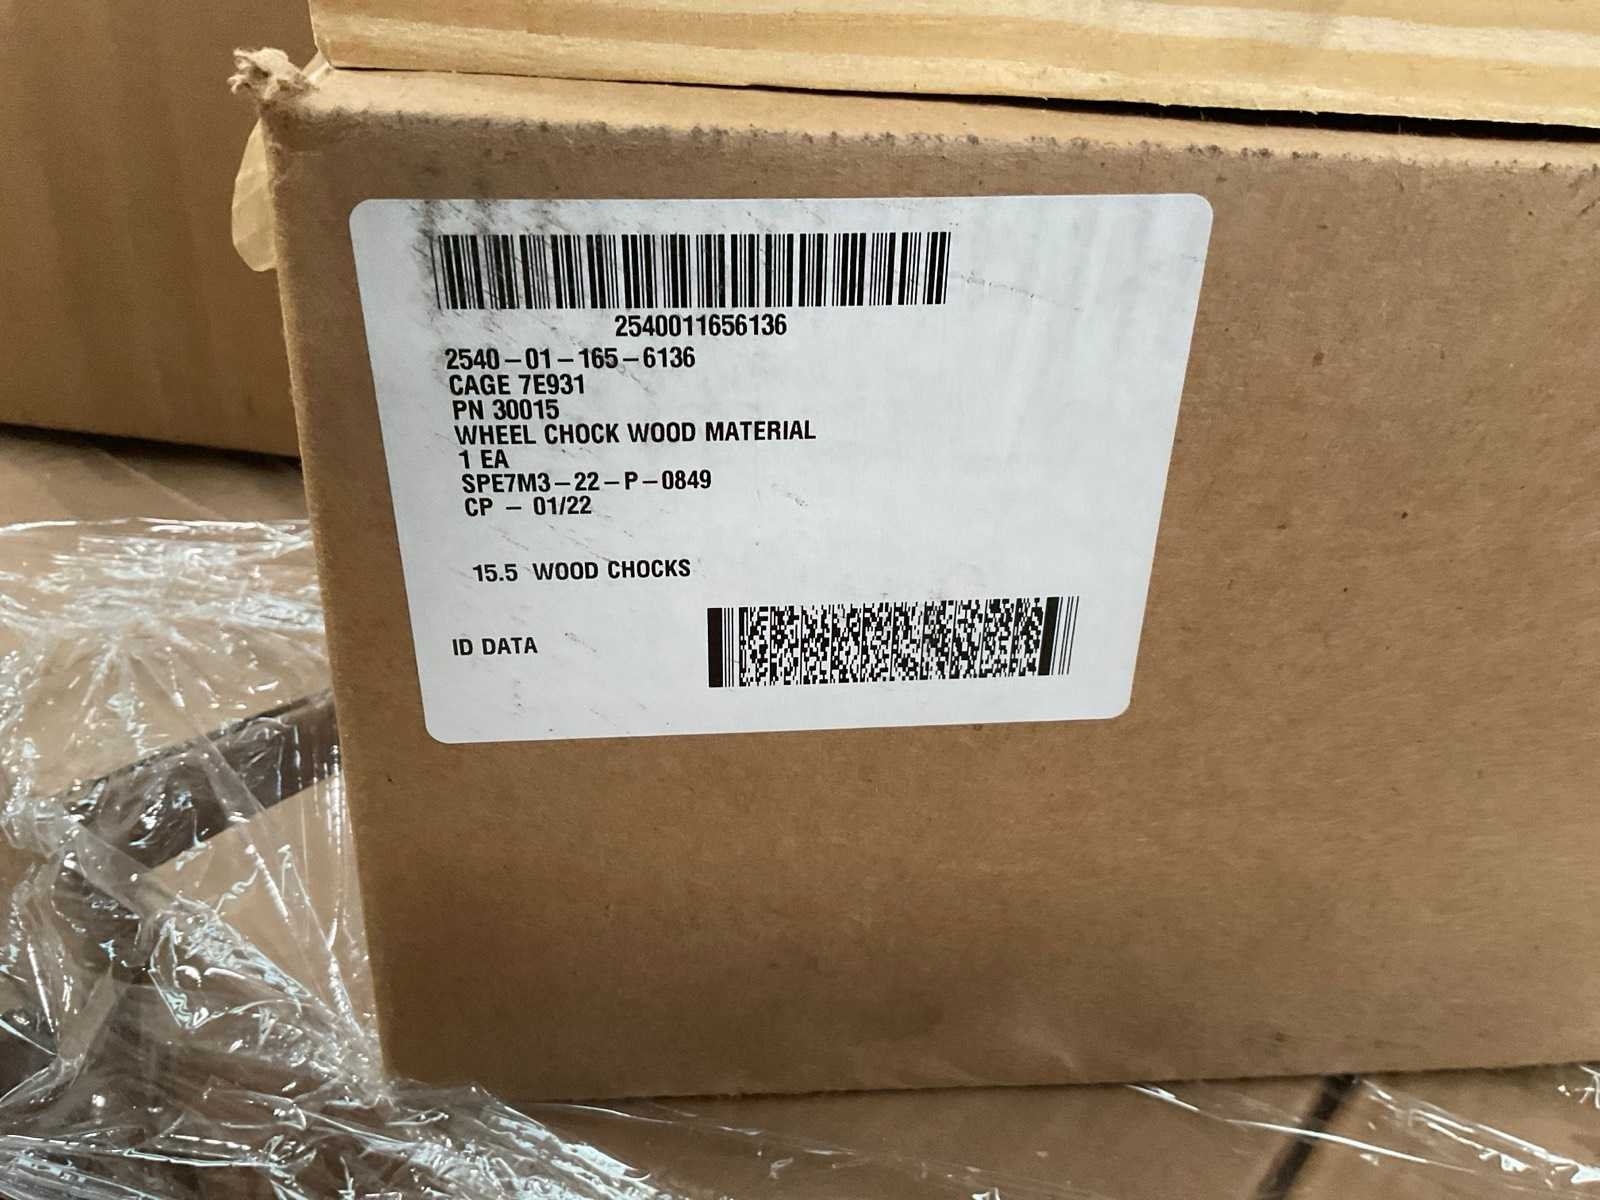 2540011656136
2540-01-165-6136
CAGE 7E931
PN 30015
WHEEL CHOCK WOOD MATERIAL
1 EA
SPE7M3-22-P-0849
CP - 01/22
15.5 WOOD CHOCKS
ID DATA